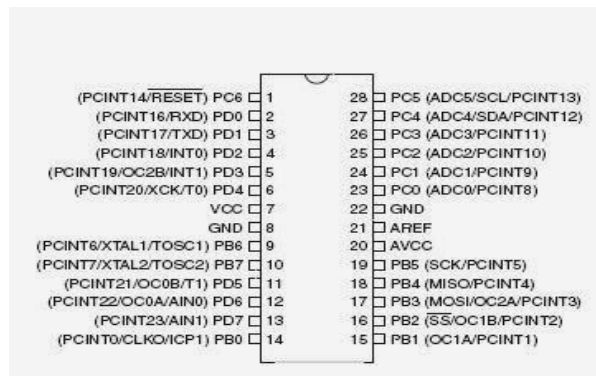 (PCINT14/RESET) PC6 1 28 PC5 (ADC5/SCL/PCINT13)
(PCINT16/RXD) PD0 2 27 PC4 (ADC4/SDA/PCINT12)
(PCINT17/TXD) PD1 3 26 PC3 (ADC3/PCINT11)
(PCINT18/INT0) PD2 4 25 PC2 (ADC2/PCINT10)
(PCINT19/OC2B/INT1) PD3 5 24 PC1 (ADC1/PCINT9)
(PCINT20/XCK/T0) PD4 6 23 PC0 (ADC0/PCINT8)
VCC 7 22 GND
GND 8 21 AREF
(PCINT6/XTAL1/TOSC1) PB6 9 20 AVCC
(PCINT7/XTAL2/TOSC2) PB7 10 19 PB5 (SCK/PCINT5)
(PCINT21/OC0B/T1) PD5 11 18 PB4 (MISO/PCINT4)
(PCINT22/OC0A/AIN0) PD6 12 17 PB3 (MOSI/OC2A/PCINT3)
(PCINT23/AIN1) PD7 13 16 PB2 (SS/OC1B/PCINT2)
(PCINT0/CLKO/ICP1) PB0 14 15 PB1 (OC1A/PCINT1)